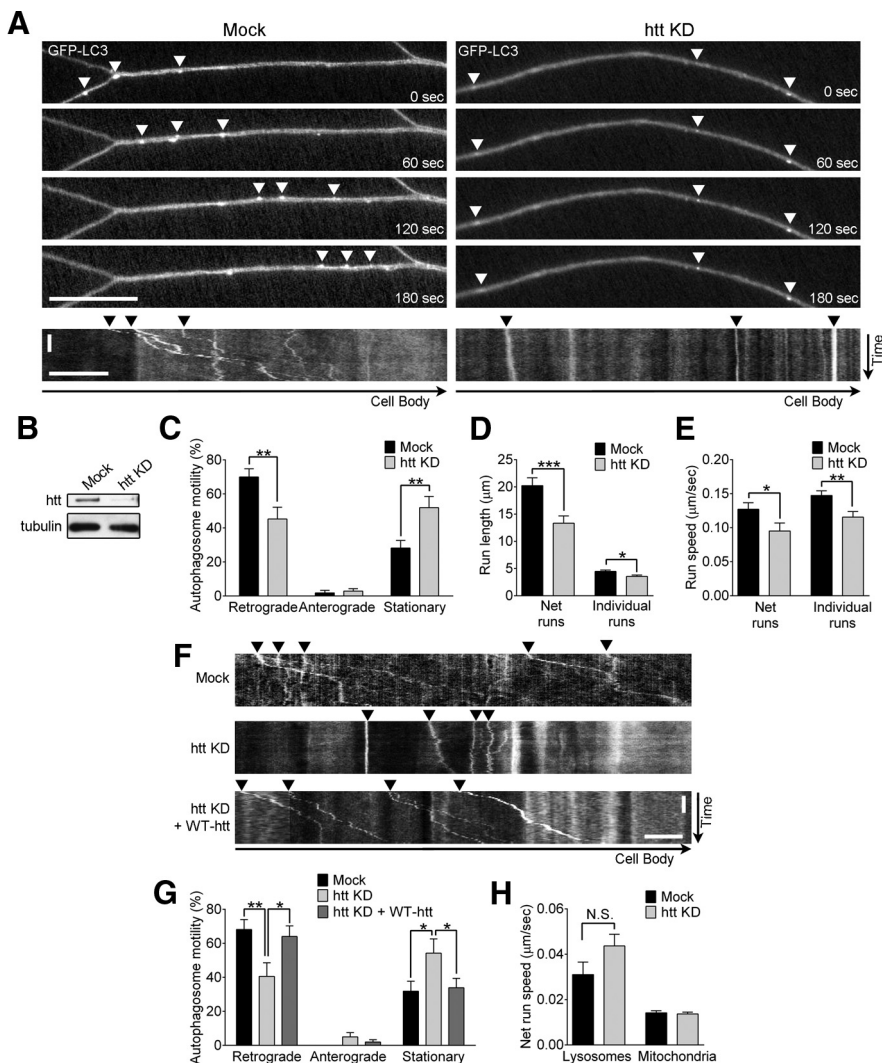 A
Mock
htt KD
GFP-LC3
GFP-LC3
0 sec
0 sec
60 sec
60 sec
120 sec
120 sec
180 sec
180 sec
Time
Cell Body
Cell Body
B
Mock
htt KD
htt
tubulin
C
Mock
htt KD
Autophagosome motility (%)
80
60
40
20
0
**
**
Retrograde
Anterograde
Stationary
D
Mock
htt KD
Run length (μm)
25
20
15
10
5
0
***
*
Net runs
Individual runs
E
Mock
htt KD
Run speed (μm/sec)
0.20
0.15
0.10
0.05
0.00
*
**
Net runs
Individual runs
F
Mock
htt KD
htt KD
+ WT-htt
Time
Cell Body
G
Mock
htt KD
htt KD + WT-htt
Autophagosome motility (%)
80
60
40
20
0
**
*
*
*
Retrograde
Anterograde
Stationary
H
Mock
htt KD
Net run speed (μm/sec)
0.06
0.04
0.02
0.00
N.S.
Lysosomes
Mitochondria